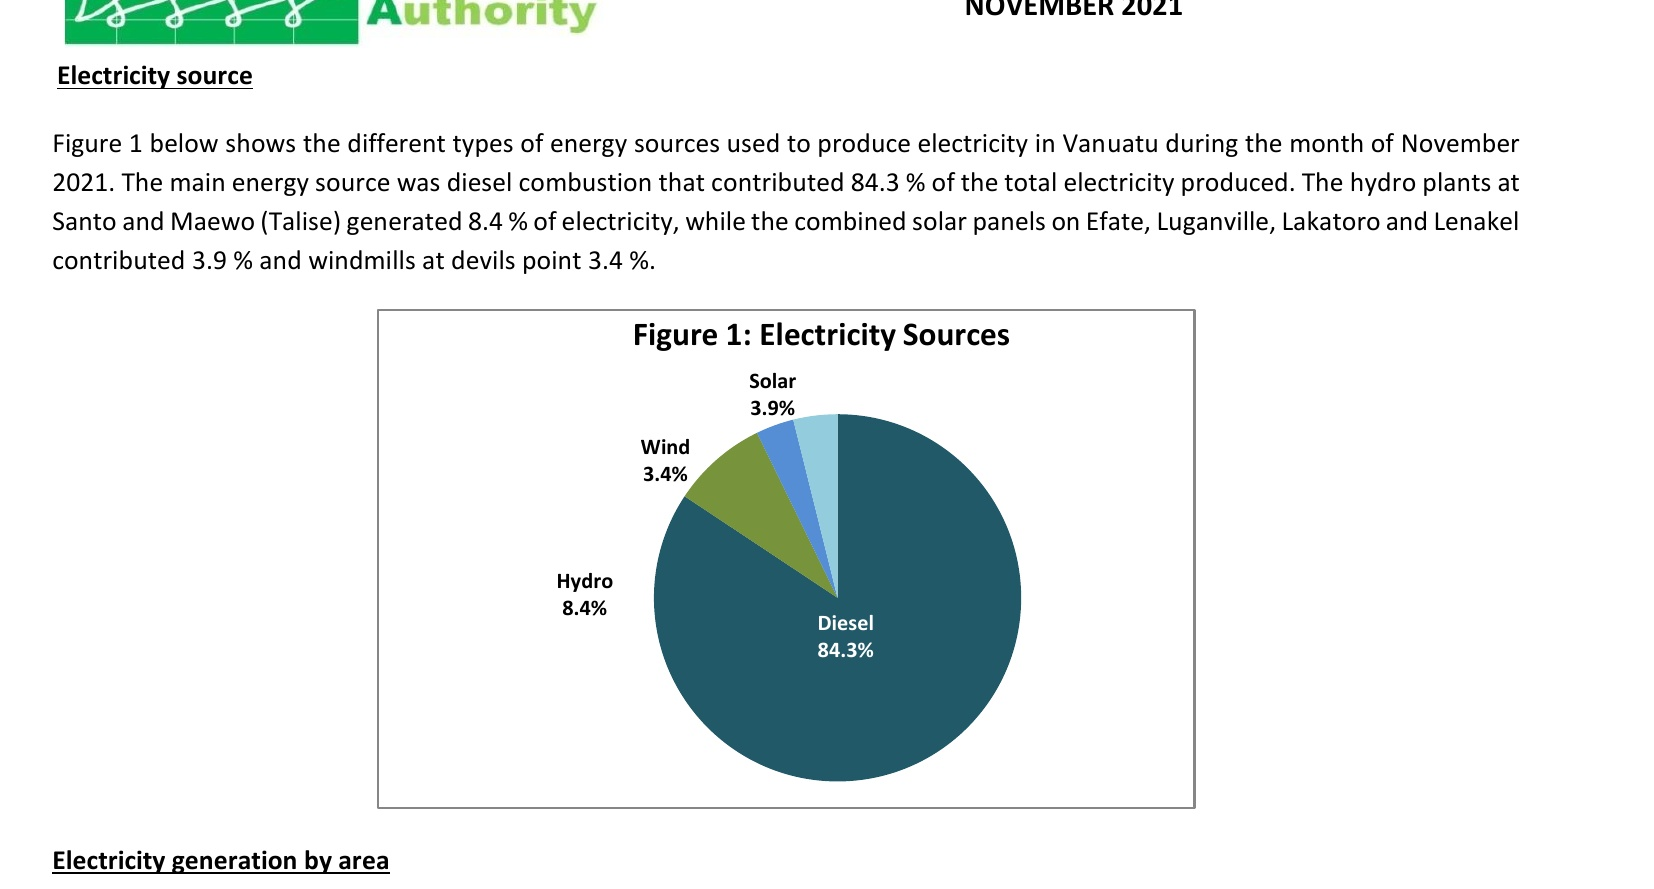 Authority
NOVEMBER 2021
Electricity source
Figure 1 below shows the different types of energy sources used to produce electricity in Vanuatu during the month of November
2021. The main energy source was diesel combustion that contributed 84.3 % of the total electricity produced. The hydro plants at
Santo and Maewo (Talise) generated 8.4 % of electricity, while the combined solar panels on Efate, Luganville, Lakatoro and Lenakel
contributed 3.9 % and windmills at devils point 3.4 %.
Figure 1: Electricity Sources
Solar
3.9%
Wind
3.4%
Hydro
8.4%
Diesel
84.3%
Electricity generation by area